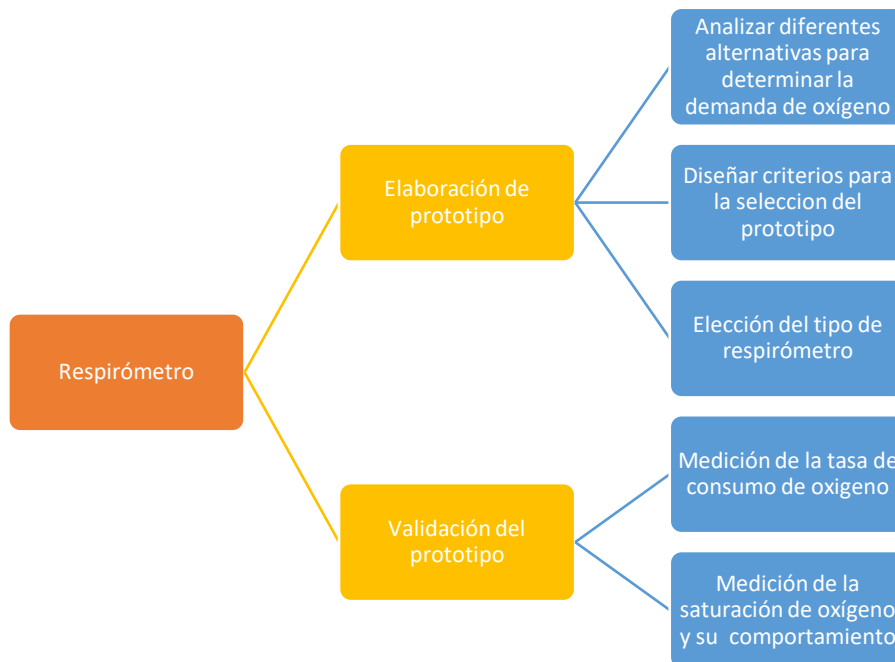 Respirómetro
Elaboración de
prototipo
Validación del
prototipo
Analizar diferentes
alternativas para
determinar la
demanda de oxígeno
Diseñar criterios para
la seleccion del
prototipo
Elección del tipo de
respirómetro
Medición de la tasa de
consumo de oxigeno
Medición de la
saturación de oxígeno
y su comportamiento